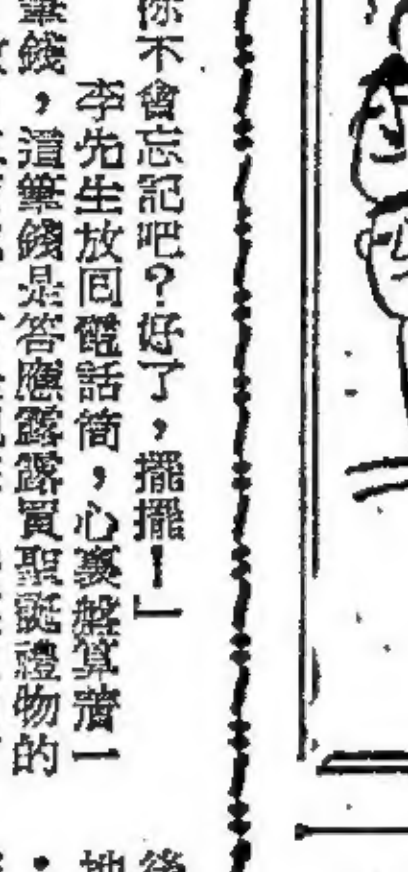 你不會忘記吧？好了，擺擺！」
李先生放回電話筒，心裏盤算着一
筆錢，這筆錢是答應露露買聖誕禮物的
後
她